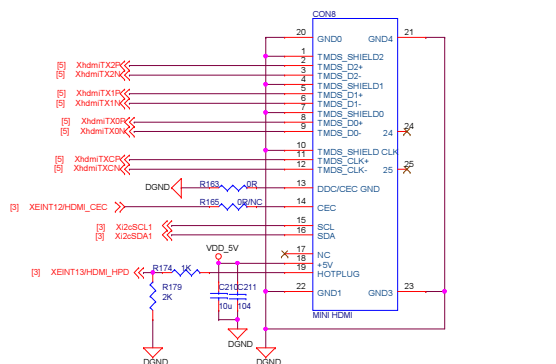 CON8
20 GND0 GND4 21
1 TMDS_SHIELD2
[5] XhdmiTX2P 2 TMDS_D2+
[5] XhdmiTX2N 3 TMDS_D2-
4 TMDS_SHIELD1
[5] XhdmiTX1P 5 TMDS_D1+
[5] XhdmiTX1N 6 TMDS_D1-
7 TMDS_SHIELD0
[5] XhdmiTX0P 8 TMDS_D0+
[5] XhdmiTX0N 9 TMDS_D0- 24 24
10 TMDS_SHIELD CLK
[5] XhdmiTXCP 11 TMDS_CLK+
[5] XhdmiTXCN 12 TMDS_CLK- 25 25
DGND R163 0R 13 DDC/CEC GND
[3] XEINT12/HDMI_CEC R165 0R/NC 14 CEC
[3] Xi2cSCL1 15 SCL
[3] Xi2cSDA1 16 SDA
VDD_5V
17 NC
18 +5V
[3] XEINT13/HDMI_HPD R174 1K 19 HOTPLUG
R179 C210 C211 22 GND1 GND3 23
2K 10u 104
MINI HDMI
DGND
DGND DGND